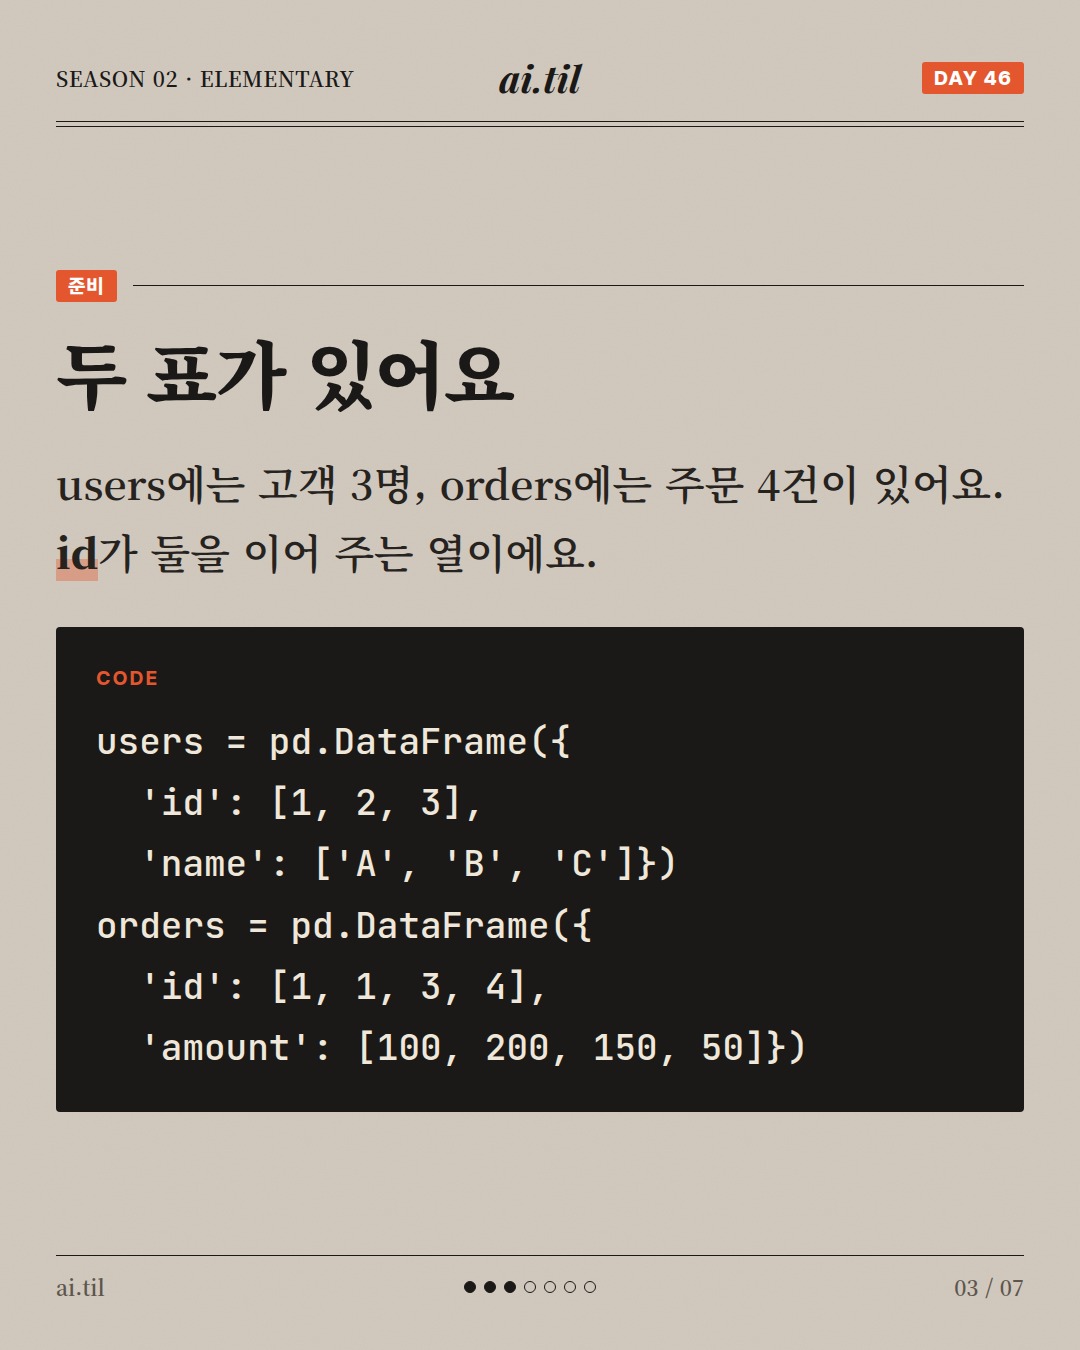 SEASON 02 · ELEMENTARY
ai.til
DAY 46
준비
두 표가 있어요
users에는 고객 3명, orders에는 주문 4건이 있어요.
id가 둘을 이어 주는 열이에요.
CODE
users = pd.DataFrame({
  'id': [1, 2, 3],
  'name': ['A', 'B', 'C']})
orders = pd.DataFrame({
  'id': [1, 1, 3, 4],
  'amount': [100, 200, 150, 50]})
ai.til
03 / 07